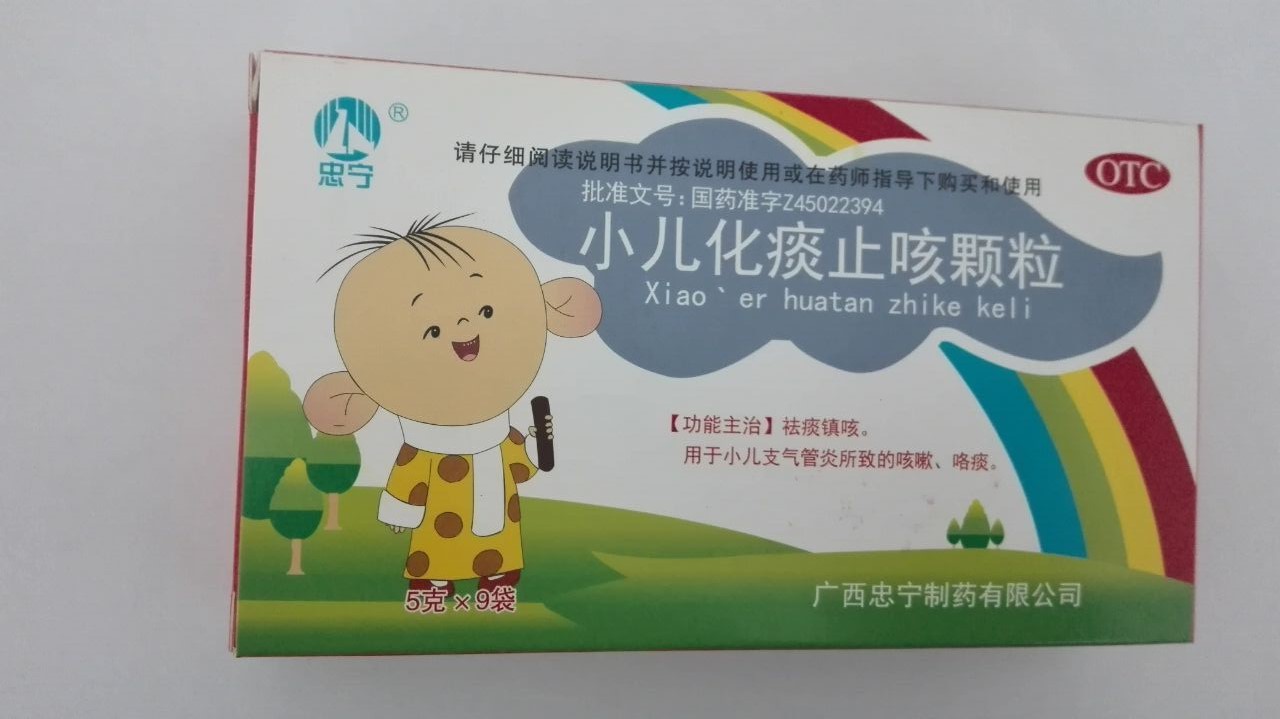 忠宁
®
请仔细阅读说明书并按说明使用或在药师指导下购买和使用
OTC
批准文号:国药准字Z45022394
小儿化痰止咳颗粒
Xiao`er huatan zhike keli
【功能主治】祛痰镇咳。
用于小儿支气管炎所致的咳嗽、咯痰。
5克×9袋
广西忠宁制药有限公司